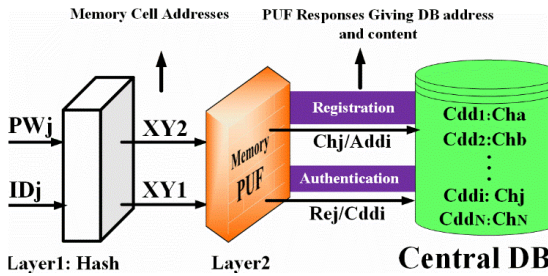 Memory Cell Addresses
PUF Responses Giving DB address
and content
PWj
IDj
XY2
XY1
Memory
PUF
Registration
Chj/Addi
Authentication
Rej/Cddi
Cdd1:Cha
Cdd2:Chb
Cddi: Chj
CddN:ChN
Layer1: Hash
Layer2
Central DB